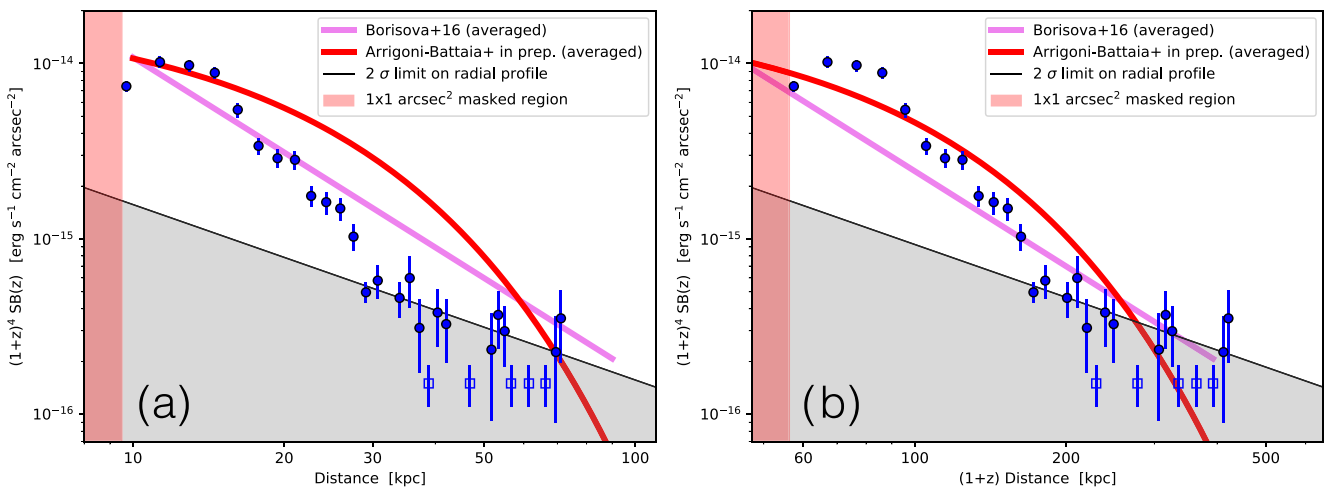 Borisova+16 (averaged)
Arrigoni-Battaia+ in prep. (averaged)
2 σ limit on radial profile
1x1 arcsec² masked region
(1+z)⁴ SB(z) [erg s⁻¹ cm⁻² arcsec⁻²]
10⁻¹⁴
10⁻¹⁵
10⁻¹⁶
(a)
10 20 30 50 100
Distance [kpc]
Borisova+16 (averaged)
Arrigoni-Battaia+ in prep. (averaged)
2 σ limit on radial profile
1x1 arcsec² masked region
(1+z)⁴ SB(z) [erg s⁻¹ cm⁻² arcsec⁻²]
10⁻¹⁴
10⁻¹⁵
10⁻¹⁶
(b)
60 100 200 500
(1+z) Distance [kpc]